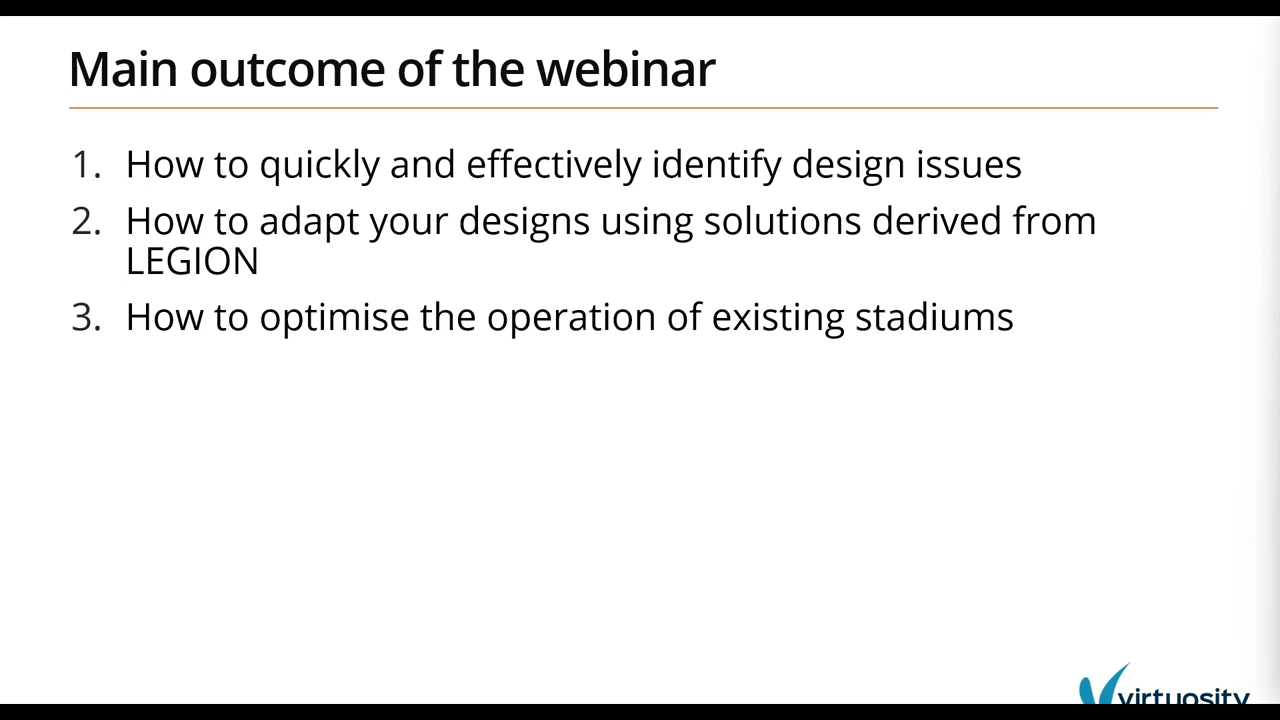 Main outcome of the webinar
1. How to quickly and effectively identify design issues
2. How to adapt your designs using solutions derived from
LEGION
3. How to optimise the operation of existing stadiums
virtuosity